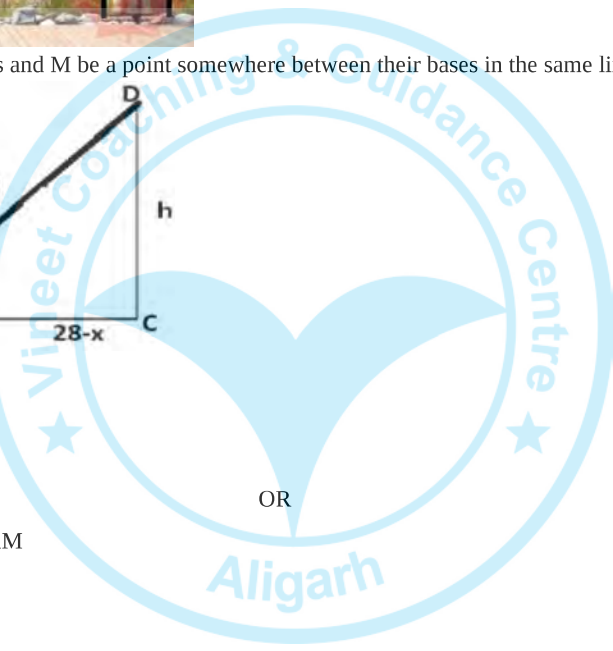 s and M be a point somewhere between their bases in the same li
D
h
C
28-x
OR
M
Vineet Coaching & Guidance Centre
Aligarh